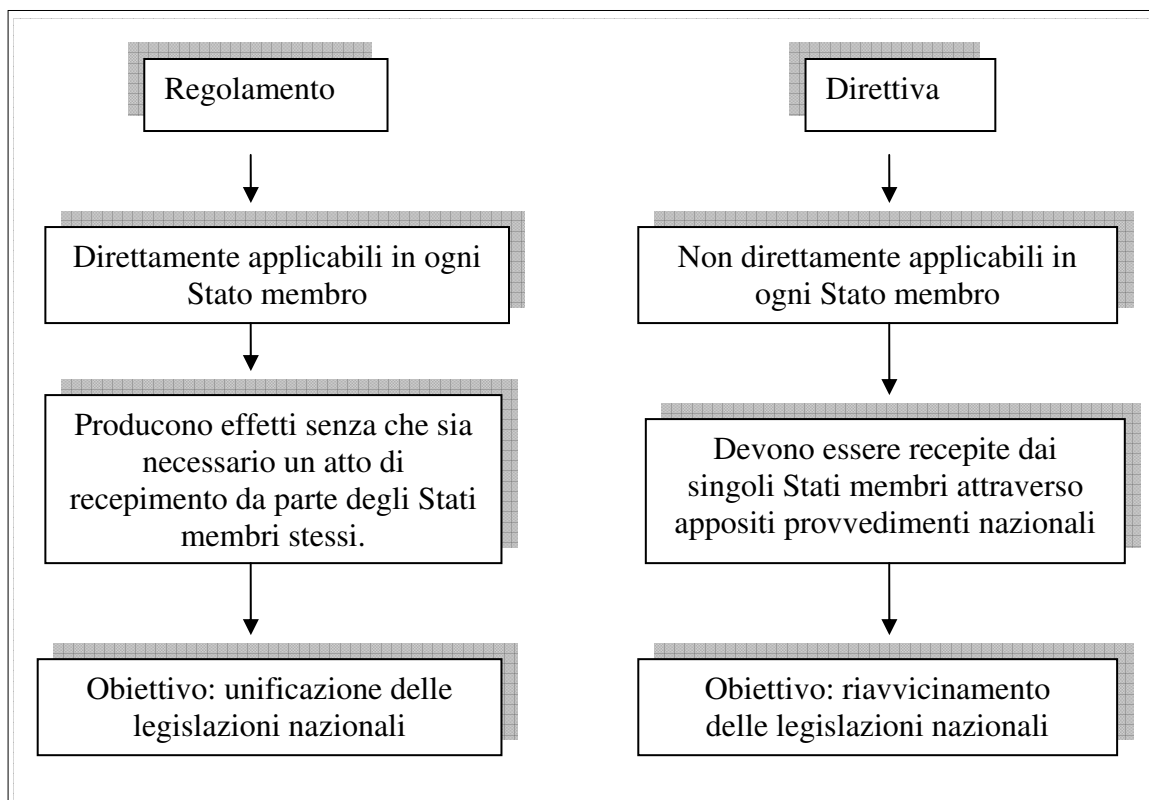 Regolamento
Direttiva
Direttamente applicabili in ogni
Stato membro
Non direttamente applicabili in
ogni Stato membro
Producono effetti senza che sia
necessario un atto di
recepimento da parte degli Stati
membri stessi.
Devono essere recepite dai
singoli Stati membri attraverso
appositi provvedimenti nazionali
Obiettivo: unificazione delle
legislazioni nazionali
Obiettivo: riavvicinamento
delle legislazioni nazionali